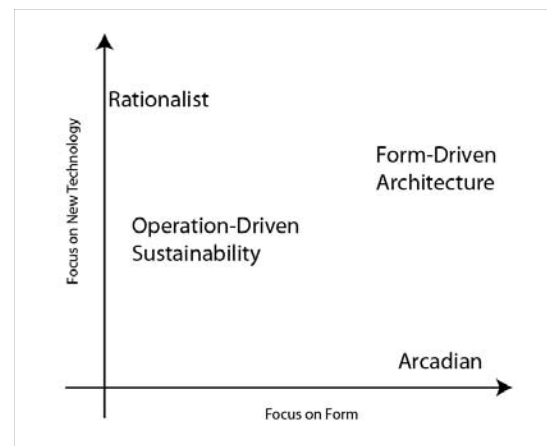 Rationalist
Form-Driven
Architecture
Focus on New Technology
Operation-Driven
Sustainability
Arcadian
Focus on Form